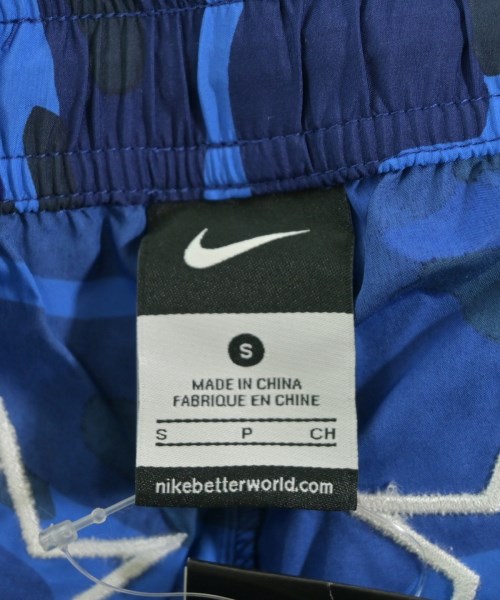 S
MADE IN CHINA
FABRIQUE EN CHINE
S P CH
nikebetterworld.com